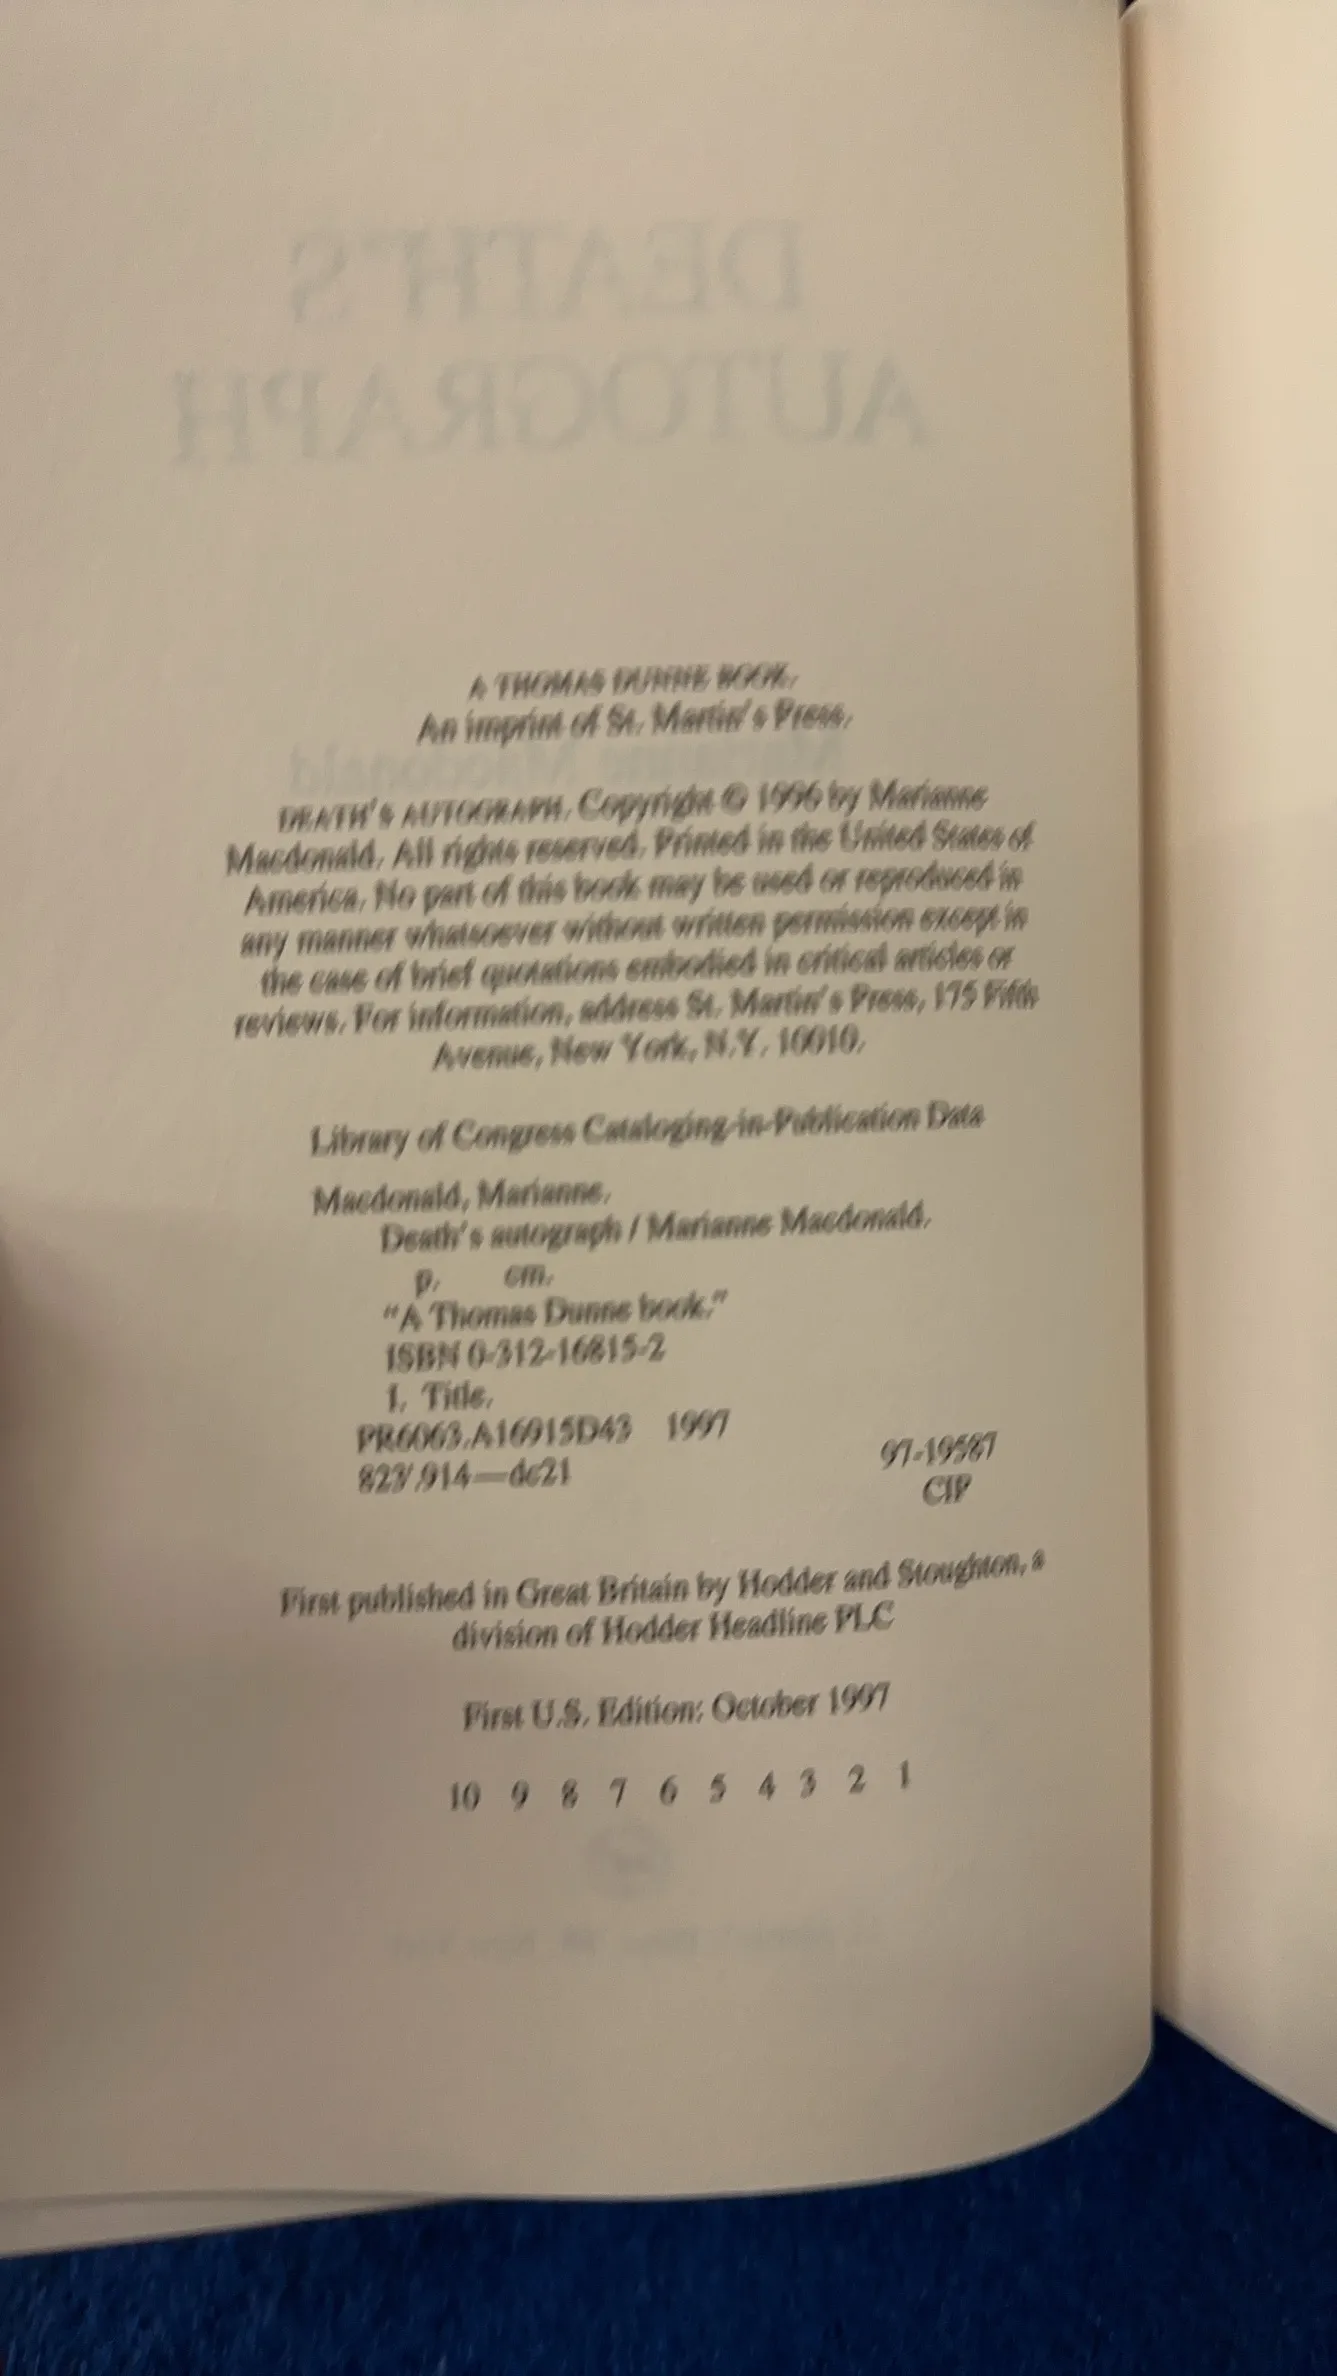 DEATH'S
AUTOGRAPH
A THOMAS DUNNE BOOK.
An imprint of St. Martin's Press.
Marianne Macdonald
DEATH'S AUTOGRAPH. Copyright © 1996 by Marianne
Macdonald. All rights reserved. Printed in the United States of
America. No part of this book may be used or reproduced in
any manner whatsoever without written permission except in
the case of brief quotations embodied in critical articles or
reviews. For information, address St. Martin's Press, 175 Fifth
Avenue, New York, N.Y. 10010.
Library of Congress Cataloging-in-Publication Data
Macdonald, Marianne.
Death's autograph / Marianne Macdonald.
p. cm.
"A Thomas Dunne book."
ISBN 0-312-16815-2
I. Title.
PR6063.A16915D43 1997
97-19587
823'.914—dc21
CIP
First published in Great Britain by Hodder and Stoughton, a
division of Hodder Headline PLC
First U.S. Edition: October 1997
10 9 8 7 6 5 4 3 2 1